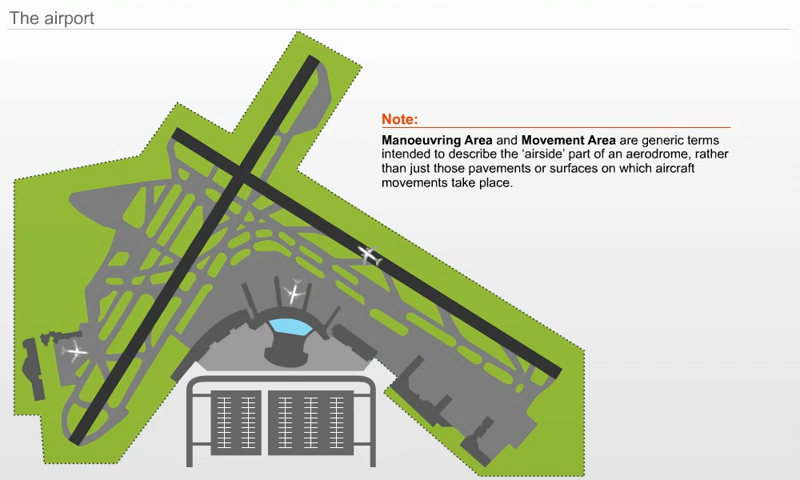 The airport
Note:
Manoeuvring Area and Movement Area are generic terms
intended to describe the ‘airside’ part of an aerodrome, rather
than just those pavements or surfaces on which aircraft
movements take place.